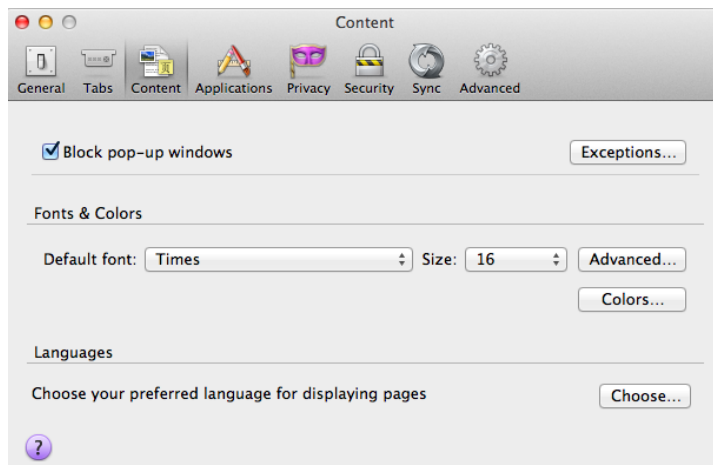 Content
General Tabs Content Applications Privacy Security Sync Advanced
Block pop-up windows Exceptions...
Fonts & Colors
Default font: Times Size: 16 Advanced...
Colors...
Languages
Choose your preferred language for displaying pages Choose...
?